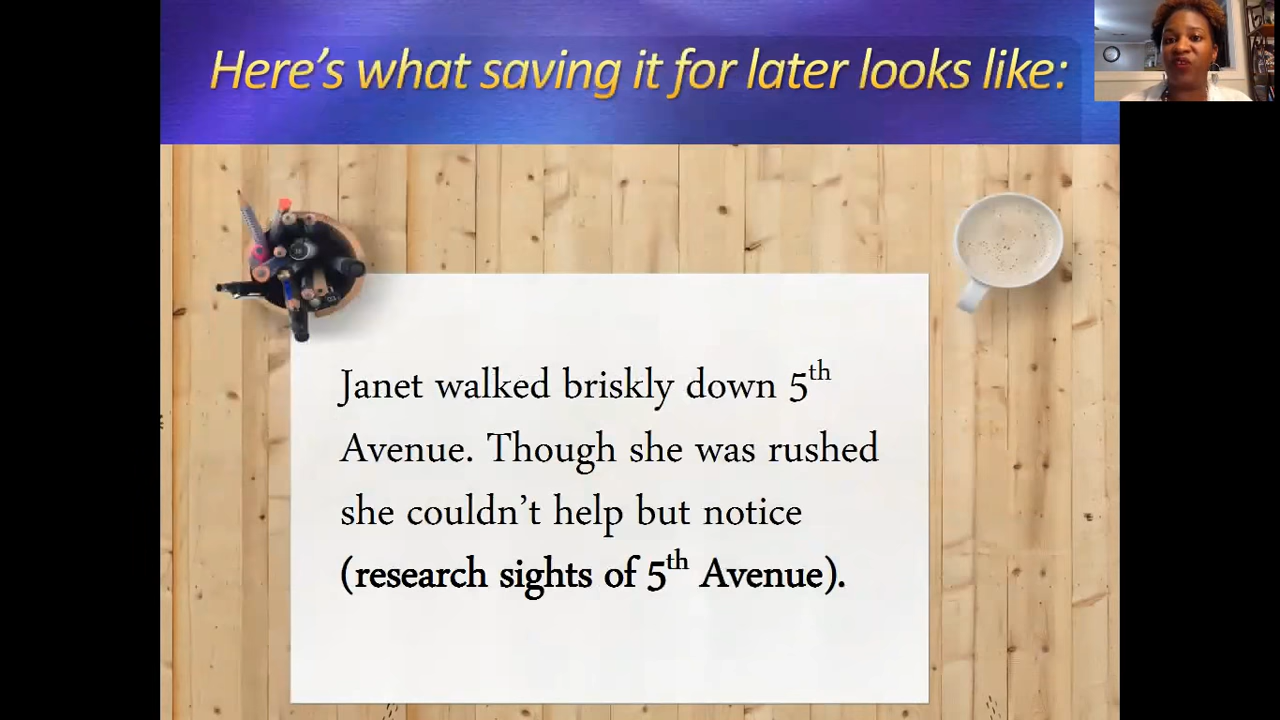 Here's what saving it for later looks like:
Janet walked briskly down 5th
Avenue. Though she was rushed
she couldn't help but notice
(research sights of 5th Avenue).